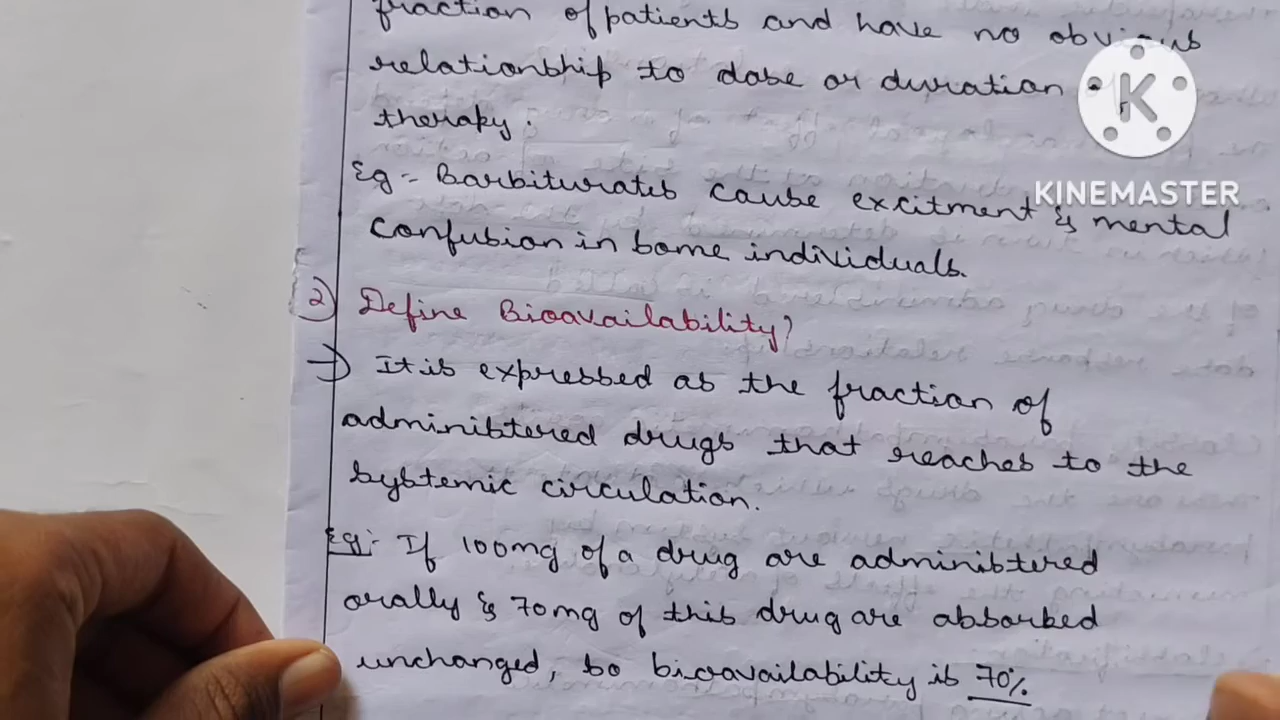 fraction of patients and have no obvious
relationship to dose or duration
therapy.
Eg - Barbiturates cause excitment & mental
confusion in some individuals.
2) Define Bioavailability?
→ It is expressed as the fraction of
administered drugs that reaches to the
systemic circulation.
Eg:- If 100mg of a drug are administered
orally & 70mg of this drug are absorbed
unchanged, so bioavailability is 70%
K
KINEMASTER